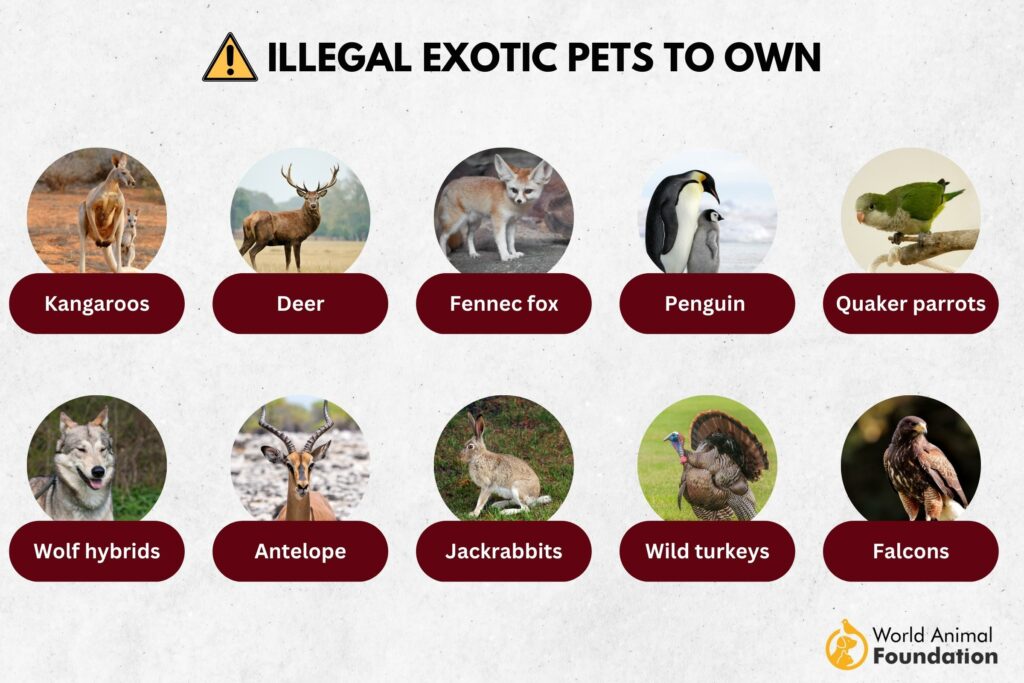 ILLEGAL EXOTIC PETS TO OWN
Kangaroos
Deer
Fennec fox
Penguin
Quaker parrots
Wolf hybrids
Antelope
Jackrabbits
Wild turkeys
Falcons
World Animal
Foundation